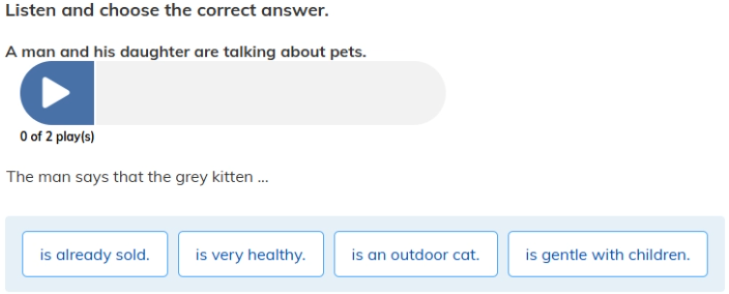 Listen and choose the correct answer.
A man and his daughter are talking about pets.
0 of 2 play(s)
The man says that the grey kitten ...
is already sold.
is very healthy.
is an outdoor cat.
is gentle with children.